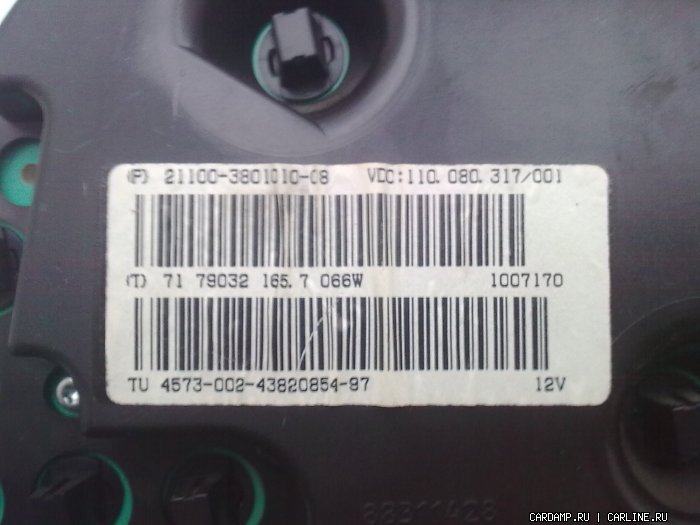 (P) 21100-3801010-08 VDO:110.080.317/001
(T) 71 79032 165.7 066W 1007170
TU 4573-002-43820854-97 12V
CARDAMP.RU | CARLINE.RU